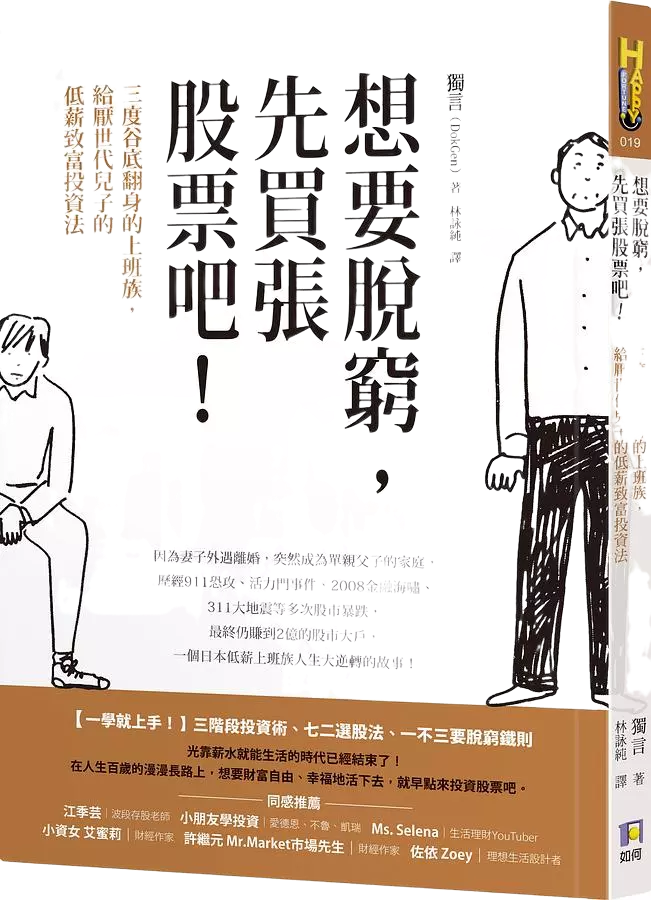 想要脫窮，
先買張
股票吧！
獨言（DokGen）著 林詠純 譯
三度谷底翻身的上班族，
給厭世代兒子的
低薪致富投資法
因為妻子外遇離婚，突然成為單親父子的家庭，
歷經911恐攻、活力門事件、2008金融海嘯、
311大地震等多次股市暴跌，
最終仍賺到2億的股市大戶，
一個日本低薪上班族人生大逆轉的故事！
【一學就上手！】三階段投資術、七二選股法、一不三要脫窮鐵則
光靠薪水就能生活的時代已經結束了！
在人生百歲的漫漫長路上，想要財富自由、幸福地活下去，就早點來投資股票吧。
同感推薦
江季芸｜波段存股老師 小朋友學投資｜愛德恩、不魯、凱瑞 Ms. Selena｜生活理財YouTuber
小資女 艾蜜莉｜財經作家 許繼元 Mr.Market市場先生｜財經作家 佐依 Zoey｜理想生活設計者
HAPPY
FORTUNE
019
想要脫窮，
先買張股票吧！
的上班族，
給厭
的低薪致富投資法
獨言 著
林詠純 譯
如何